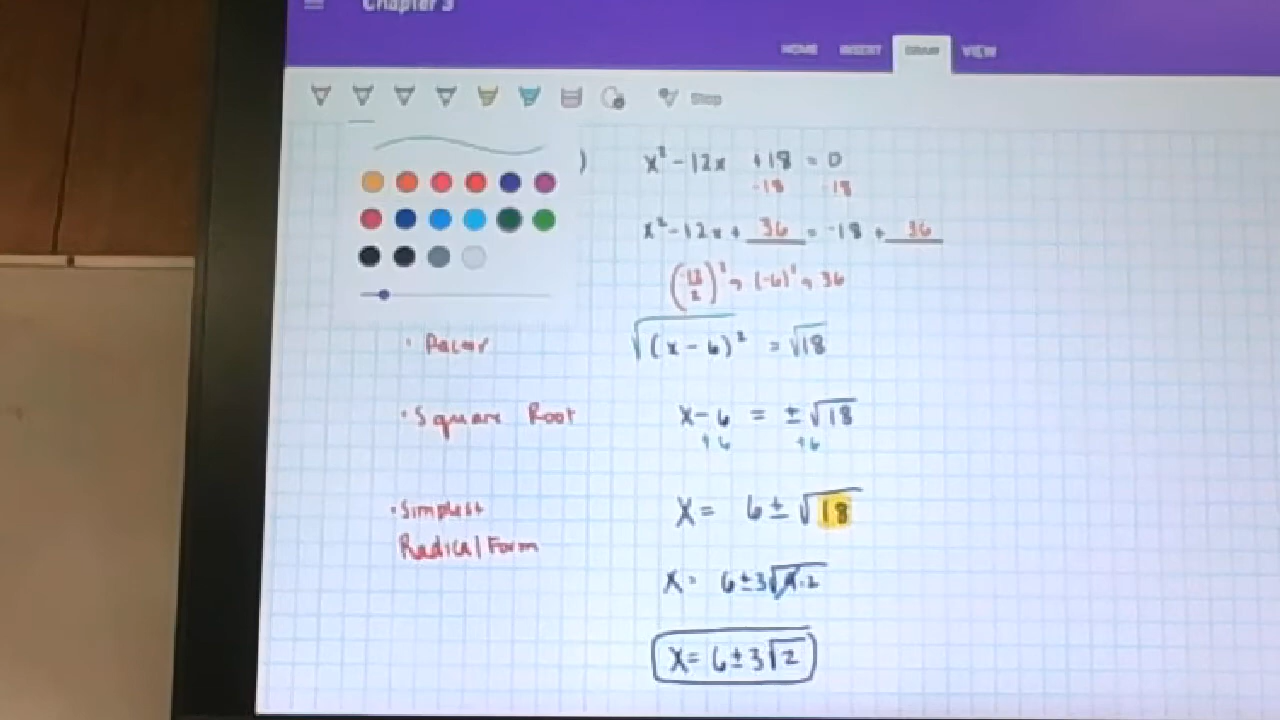 Chapter 3
HOME INSERT DRAW VIEW
Stop
) x² - 12x +18 = 0
-18 -18
x² - 12x + 36 = -18 + 36
(-12/2)² = (-6)² = 36
• Factor √(x - 6)² = √18
• Square Root x - 6 = ± √18
+6 +6
• Simplest x = 6 ± √18
Radical Form
x = 6 ± 3√9·2
x = 6 ± 3√2